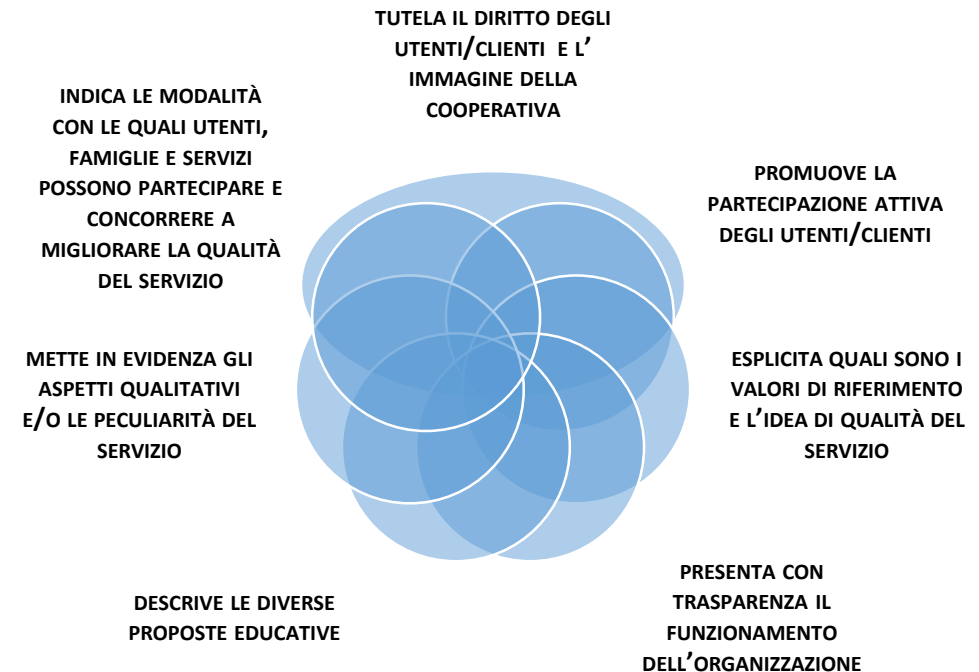 TUTELA IL DIRITTO DEGLI
UTENTI/CLIENTI E L'
IMMAGINE DELLA
COOPERATIVA
PROMUOVE LA
PARTECIPAZIONE ATTIVA
DEGLI UTENTI/CLIENTI
ESPLICITA QUALI SONO I
VALORI DI RIFERIMENTO
E L'IDEA DI QUALITÀ DEL
SERVIZIO
PRESENTA CON
TRASPARENZA IL
FUNZIONAMENTO
DELL'ORGANIZZAZIONE
DESCRIVE LE DIVERSE
PROPOSTE EDUCATIVE
METTE IN EVIDENZA GLI
ASPETTI QUALITATIVI
E/O LE PECULIARITÀ DEL
SERVIZIO
INDICA LE MODALITÀ
CON LE QUALI UTENTI,
FAMIGLIE E SERVIZI
POSSONO PARTECIPARE E
CONCORRERE A
MIGLIORARE LA QUALITÀ
DEL SERVIZIO